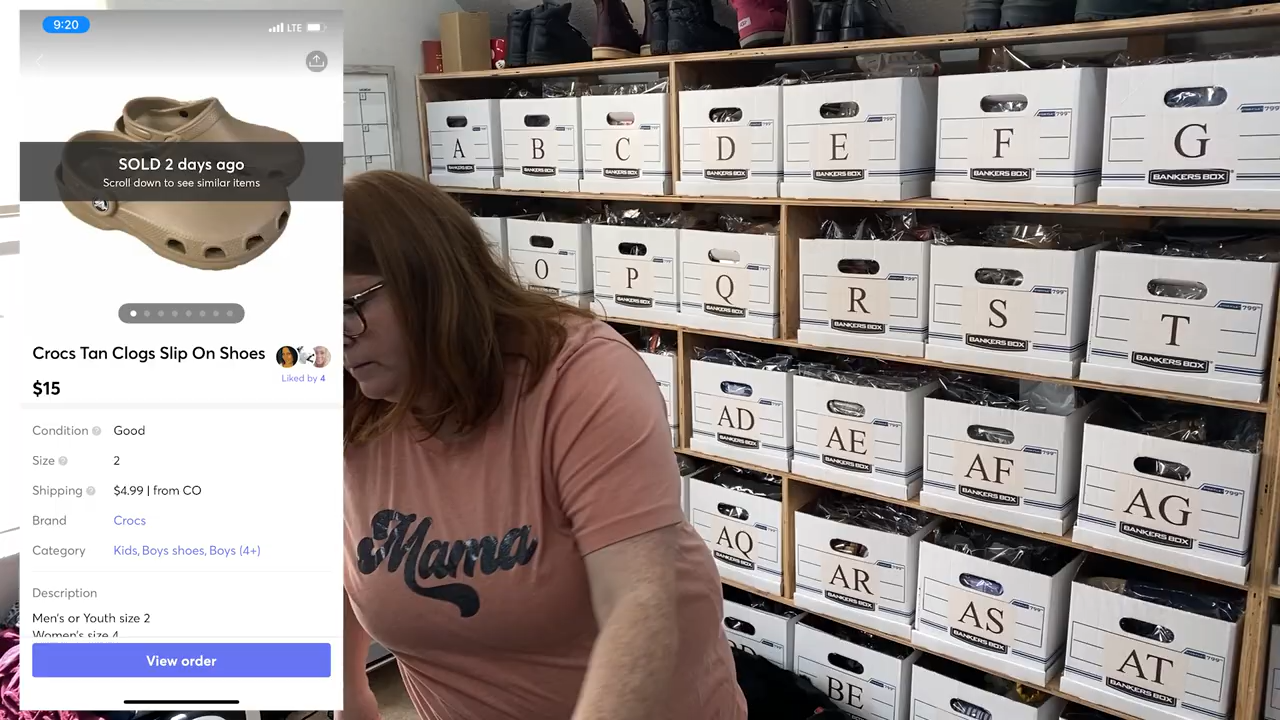 9:20
LTE
SOLD 2 days ago
Scroll down to see similar items
Crocs Tan Clogs Slip On Shoes
Liked by 4
$15
Condition Good
Size 2
Shipping $4.99 | from CO
Brand Crocs
Category Kids, Boys shoes, Boys (4+)
Description
Men's or Youth size 2
Women's size 4
View order
Mama
A
BANKERS BOX
B
BANKERS BOX
C
BANKERS BOX
D
BANKERS BOX
E
BANKERS BOX
F
BANKERS BOX
G
BANKERS BOX
O
BANKERS BOX
P
BANKERS BOX
Q
BANKERS BOX
R
BANKERS BOX
S
BANKERS BOX
T
BANKERS BOX
AD
BANKERS BOX
AE
BANKERS BOX
AF
BANKERS BOX
AG
BANKERS BOX
AQ
BANKERS BOX
AR
BANKERS BOX
AS
BANKERS BOX
AT
BANKERS BOX
BE
BANKERS BOX